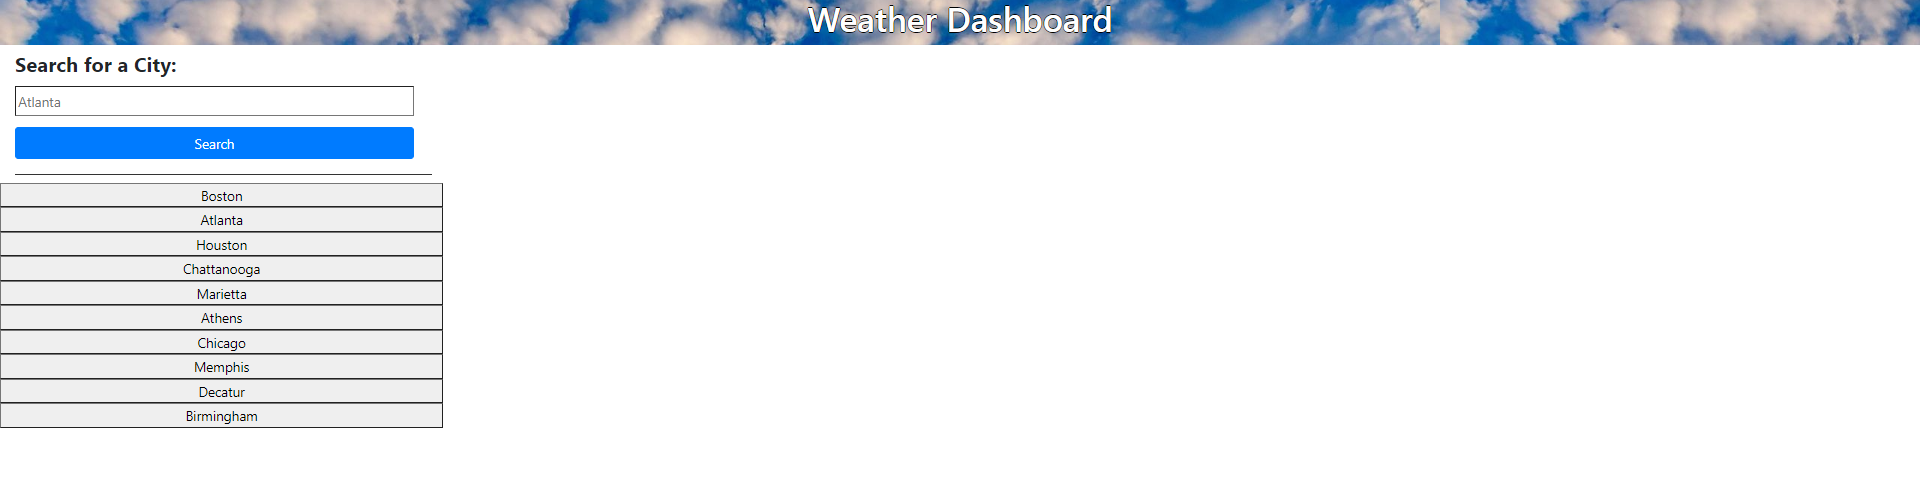 Weather Dashboard
Search for a City:
Atlanta
Search
Boston
Atlanta
Houston
Chattanooga
Marietta
Athens
Chicago
Memphis
Decatur
Birmingham